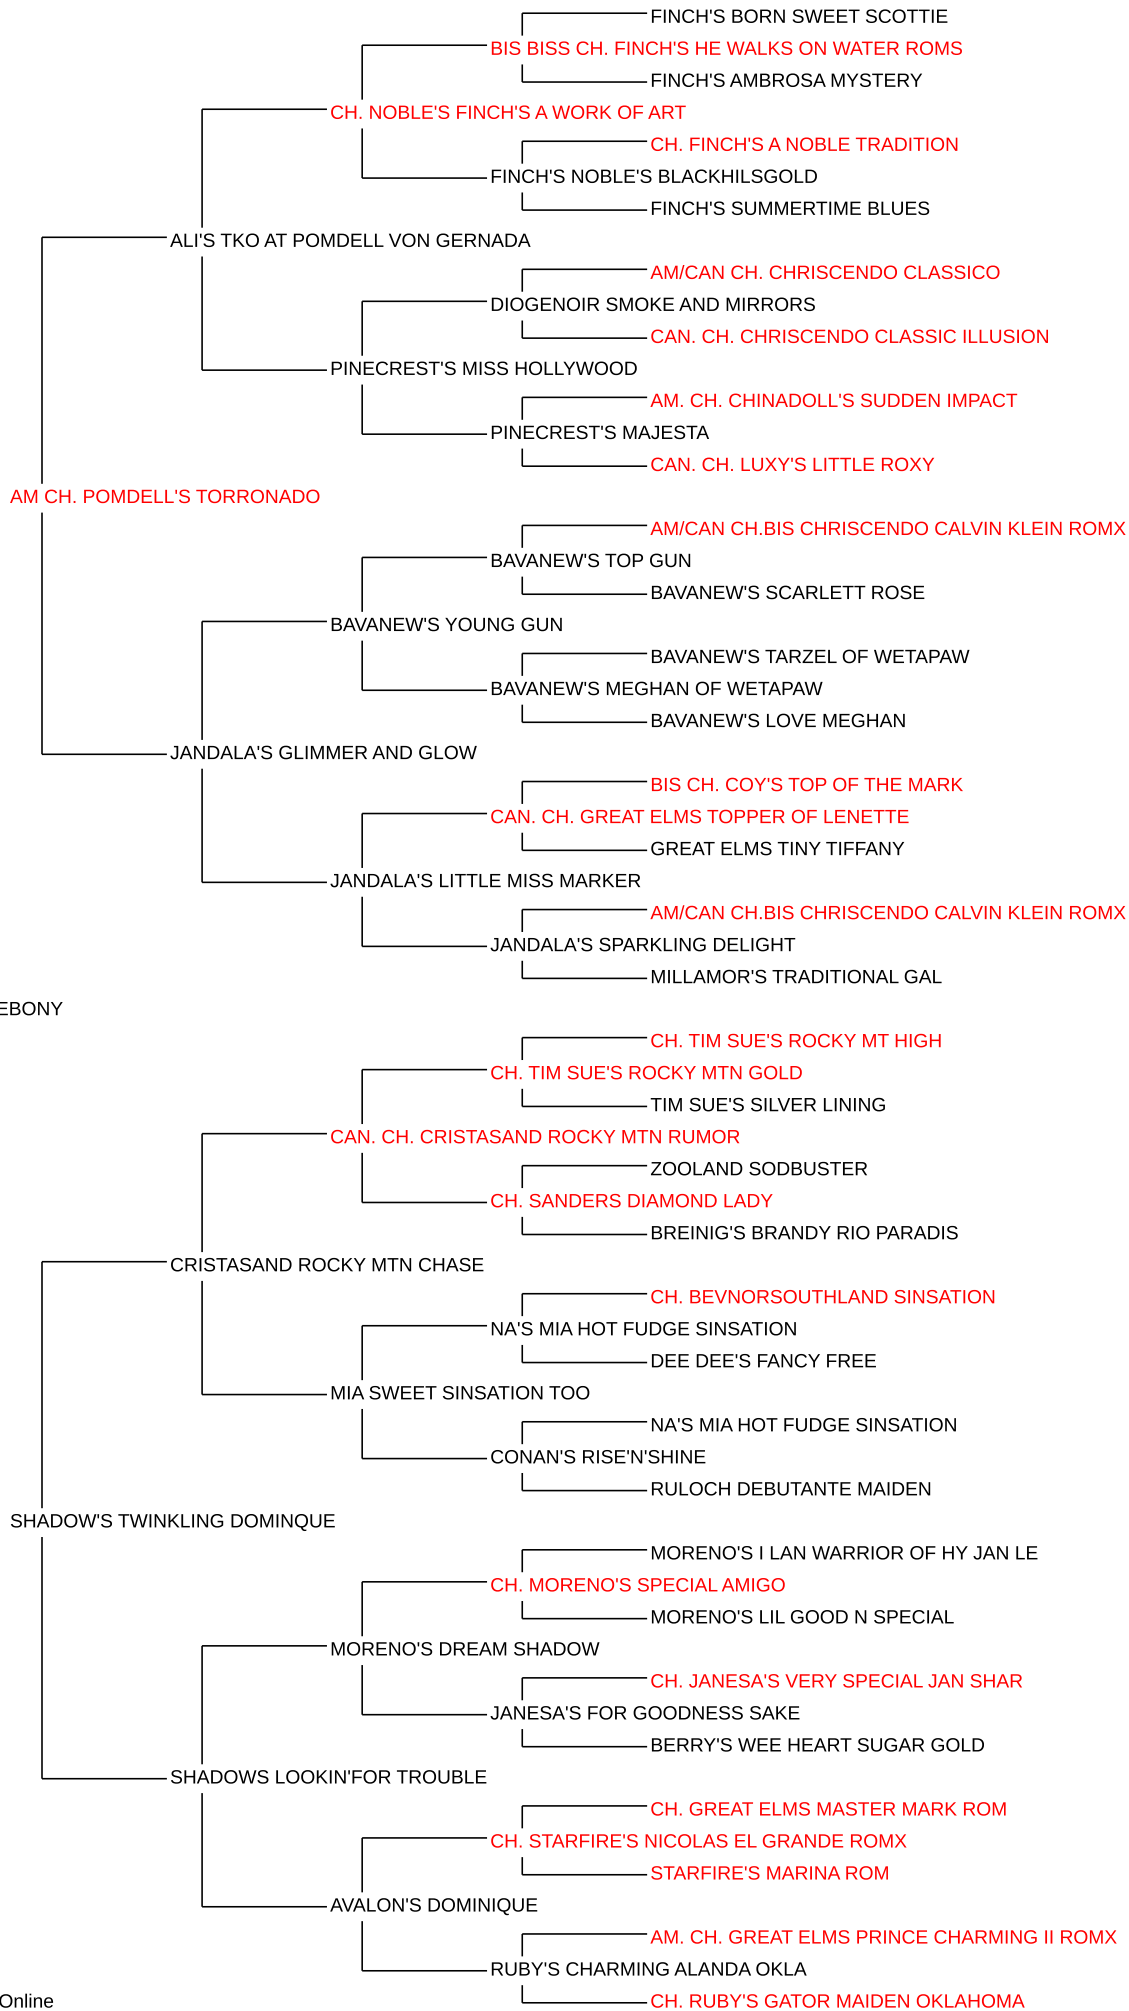 FINCH'S BORN SWEET SCOTTIE
BIS BISS CH. FINCH'S HE WALKS ON WATER ROMS
FINCH'S AMBROSA MYSTERY
CH. NOBLE'S FINCH'S A WORK OF ART
CH. FINCH'S A NOBLE TRADITION
FINCH'S NOBLE'S BLACKHILSGOLD
FINCH'S SUMMERTIME BLUES
ALI'S TKO AT POMDELL VON GERNADA
AM/CAN CH. CHRISCENDO CLASSICO
DIOGENOIR SMOKE AND MIRRORS
CAN. CH. CHRISCENDO CLASSIC ILLUSION
PINECREST'S MISS HOLLYWOOD
AM. CH. CHINADOLL'S SUDDEN IMPACT
PINECREST'S MAJESTA
CAN. CH. LUXY'S LITTLE ROXY
AM CH. POMDELL'S TORRONADO
AM/CAN CH.BIS CHRISCENDO CALVIN KLEIN ROMX
BAVANEW'S TOP GUN
BAVANEW'S SCARLETT ROSE
BAVANEW'S YOUNG GUN
BAVANEW'S TARZEL OF WETAPAW
BAVANEW'S MEGHAN OF WETAPAW
BAVANEW'S LOVE MEGHAN
JANDALA'S GLIMMER AND GLOW
BIS CH. COY'S TOP OF THE MARK
CAN. CH. GREAT ELMS TOPPER OF LENETTE
GREAT ELMS TINY TIFFANY
JANDALA'S LITTLE MISS MARKER
AM/CAN CH.BIS CHRISCENDO CALVIN KLEIN ROMX
JANDALA'S SPARKLING DELIGHT
MILLAMOR'S TRADITIONAL GAL
EBONY
CH. TIM SUE'S ROCKY MT HIGH
CH. TIM SUE'S ROCKY MTN GOLD
TIM SUE'S SILVER LINING
CAN. CH. CRISTASAND ROCKY MTN RUMOR
ZOOLAND SODBUSTER
CH. SANDERS DIAMOND LADY
BREINIG'S BRANDY RIO PARADIS
CRISTASAND ROCKY MTN CHASE
CH. BEVNORSOUTHLAND SINSATION
NA'S MIA HOT FUDGE SINSATION
DEE DEE'S FANCY FREE
MIA SWEET SINSATION TOO
NA'S MIA HOT FUDGE SINSATION
CONAN'S RISE'N'SHINE
RULOCH DEBUTANTE MAIDEN
SHADOW'S TWINKLING DOMINQUE
MORENO'S I LAN WARRIOR OF HY JAN LE
CH. MORENO'S SPECIAL AMIGO
MORENO'S LIL GOOD N SPECIAL
MORENO'S DREAM SHADOW
CH. JANESA'S VERY SPECIAL JAN SHAR
JANESA'S FOR GOODNESS SAKE
BERRY'S WEE HEART SUGAR GOLD
SHADOWS LOOKIN'FOR TROUBLE
CH. GREAT ELMS MASTER MARK ROM
CH. STARFIRE'S NICOLAS EL GRANDE ROMX
STARFIRE'S MARINA ROM
AVALON'S DOMINIQUE
AM. CH. GREAT ELMS PRINCE CHARMING II ROMX
RUBY'S CHARMING ALANDA OKLA
CH. RUBY'S GATOR MAIDEN OKLAHOMA
Online